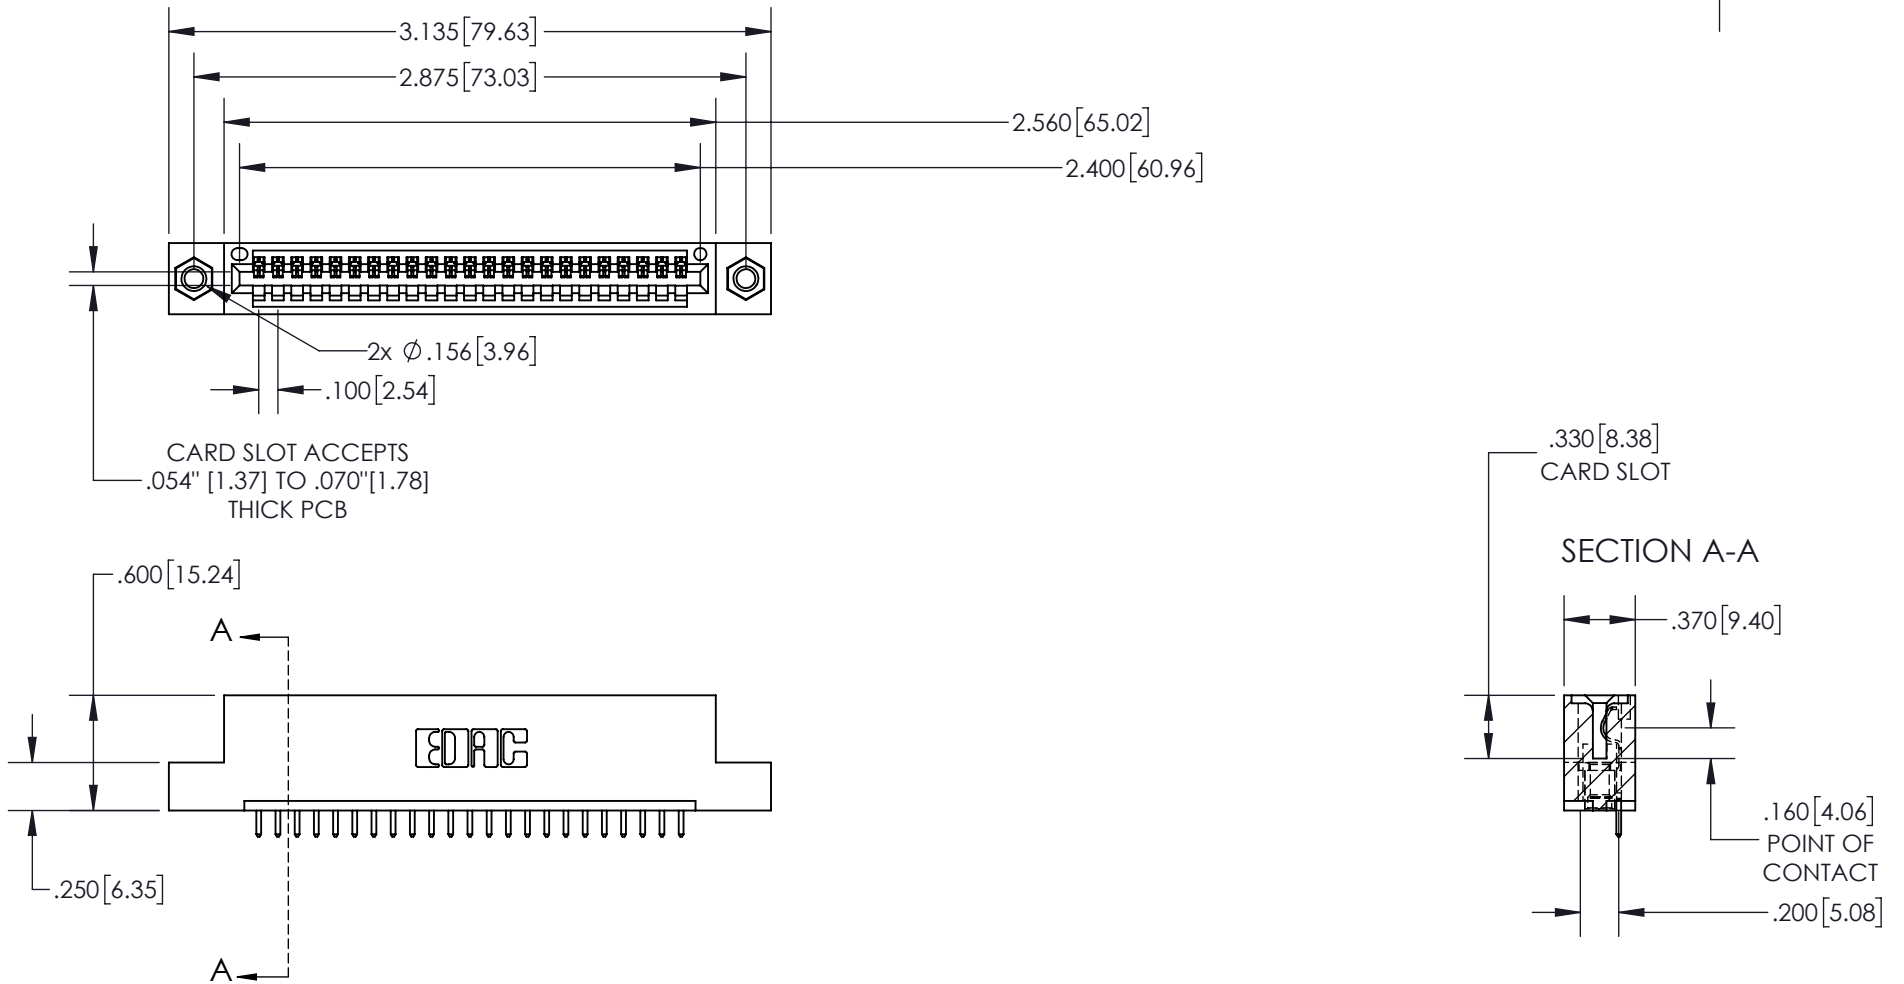 3.135[79.63]
2.875[73.03]
2.560[65.02]
2.400[60.96]
2x Ø.156[3.96]
.100[2.54]
CARD SLOT ACCEPTS
.054" [1.37] TO .070"[1.78]
THICK PCB
.330[8.38]
CARD SLOT
SECTION A-A
.600[15.24]
A
.370[9.40]
EDAC
.160[4.06]
POINT OF
CONTACT
.250[6.35]
.200[5.08]
A